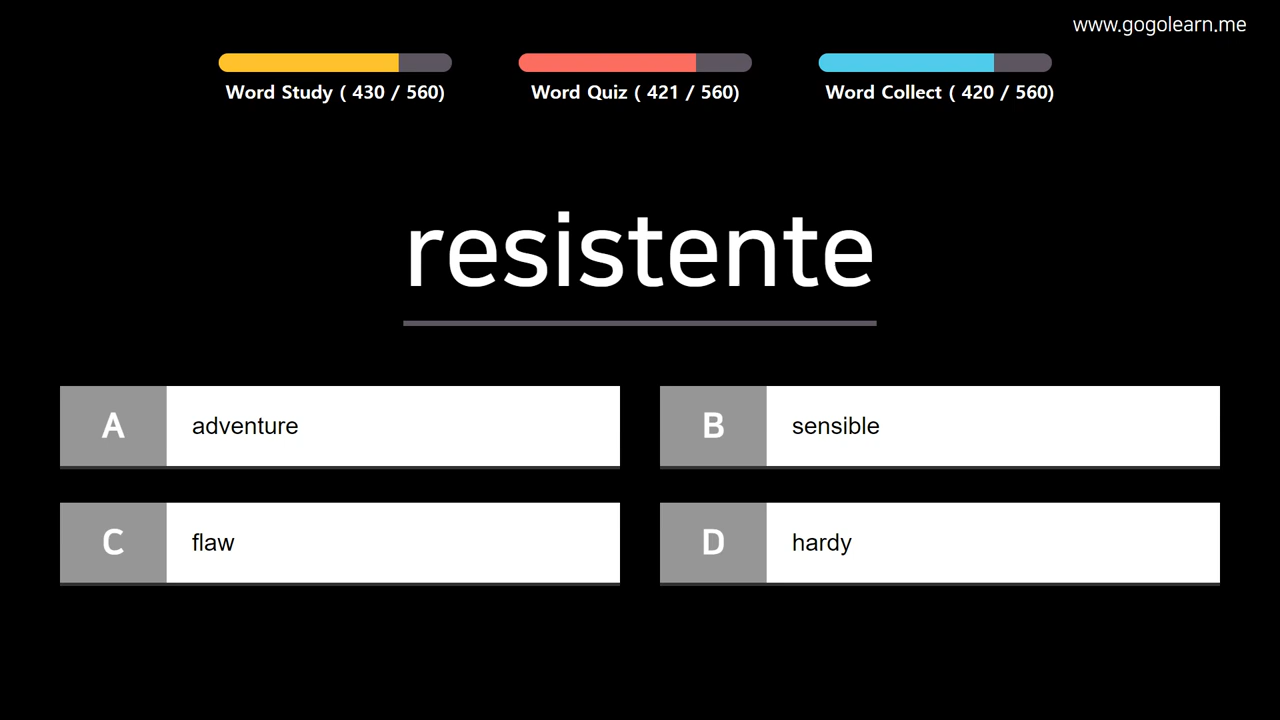 www.gogolearn.me
Word Study ( 430 / 560)
Word Quiz ( 421 / 560)
Word Collect ( 420 / 560)
resistente
A adventure
B sensible
C flaw
D hardy